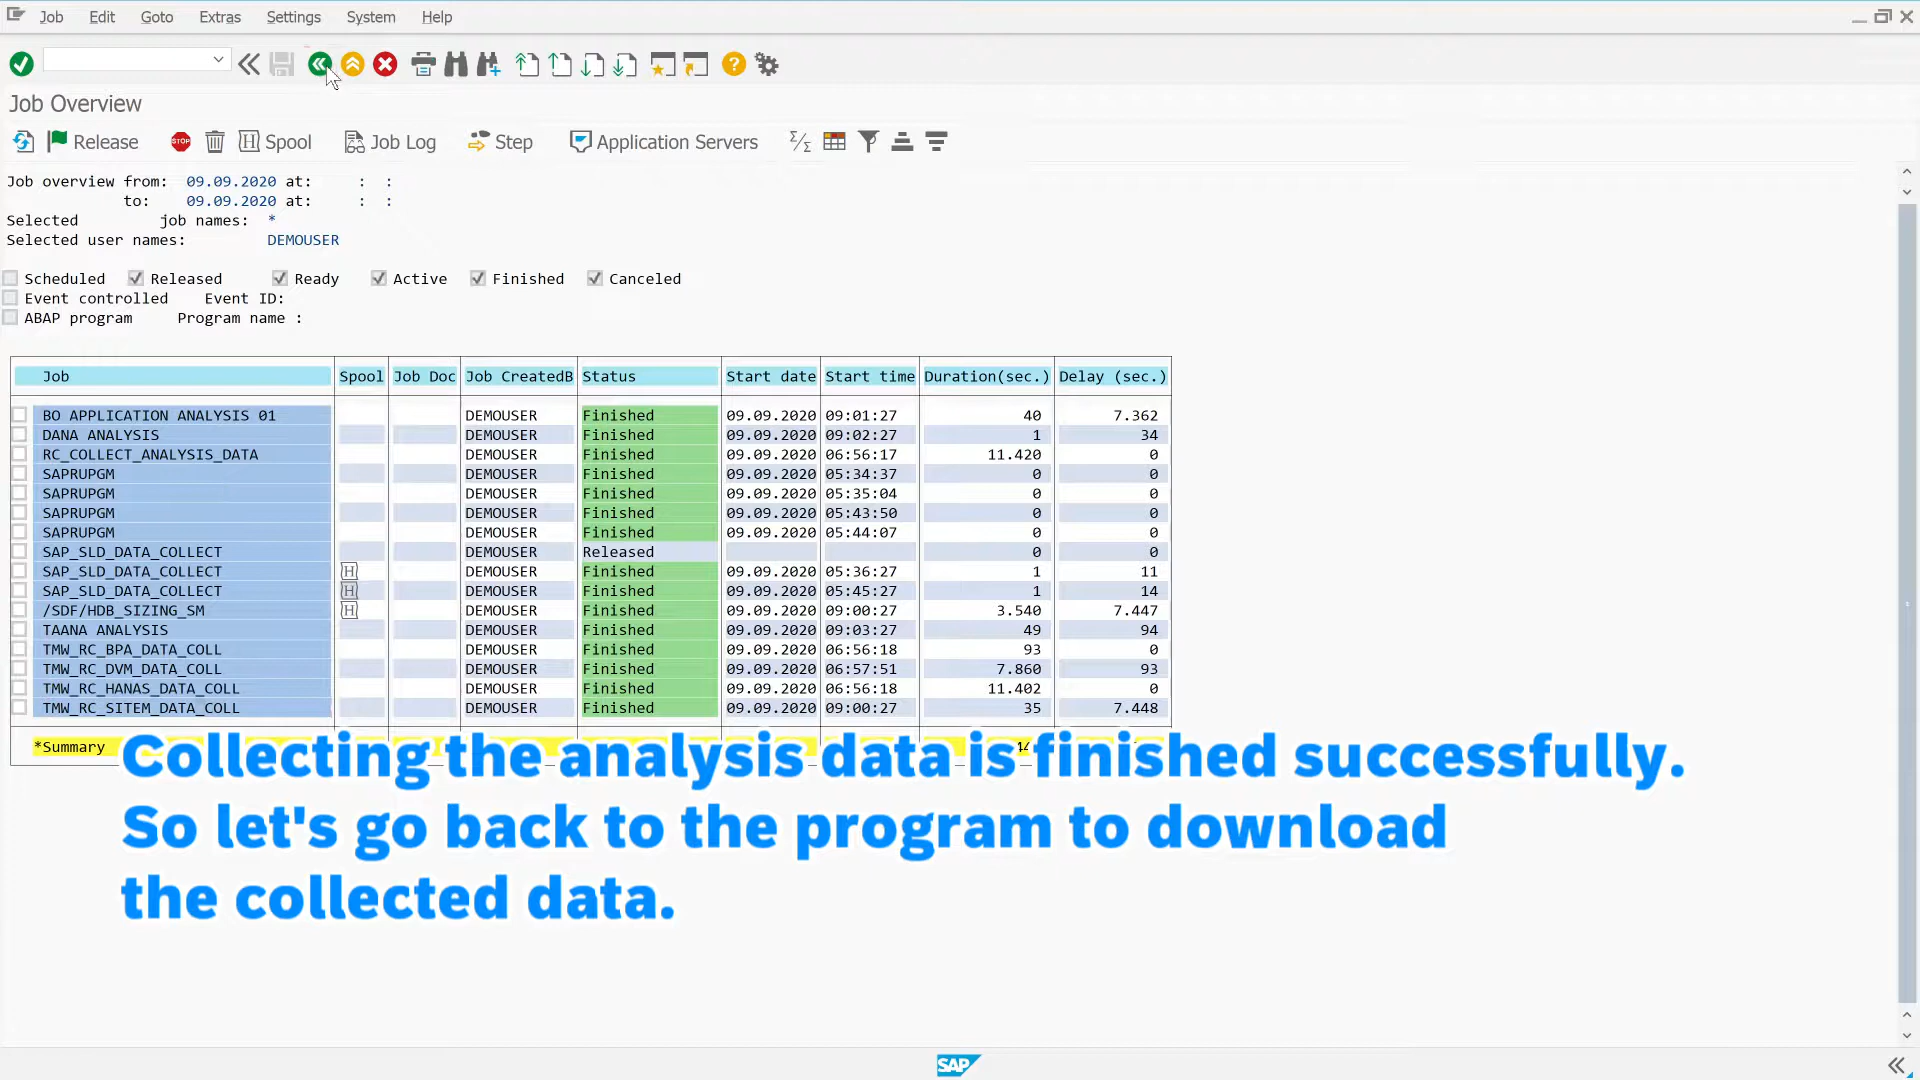 Job Edit Goto Extras Settings System Help
Job Overview
Release STOP Spool Job Log Step Application Servers
Job overview from: 09.09.2020 at: : :
to: 09.09.2020 at: : :
Selected job names: *
Selected user names: DEMOUSER
Scheduled Released Ready Active Finished Canceled
Event controlled Event ID:
ABAP program Program name :
Job Spool Job Doc Job CreatedB Status Start date Start time Duration(sec.) Delay (sec.)
BO APPLICATION ANALYSIS 01 DEMOUSER Finished 09.09.2020 09:01:27 40 7.362
DANA ANALYSIS DEMOUSER Finished 09.09.2020 09:02:27 1 34
RC_COLLECT_ANALYSIS_DATA DEMOUSER Finished 09.09.2020 06:56:17 11.420 0
SAPRUPGM DEMOUSER Finished 09.09.2020 05:34:37 0 0
SAPRUPGM DEMOUSER Finished 09.09.2020 05:35:04 0 0
SAPRUPGM DEMOUSER Finished 09.09.2020 05:43:50 0 0
SAPRUPGM DEMOUSER Finished 09.09.2020 05:44:07 0 0
SAP_SLD_DATA_COLLECT DEMOUSER Released 0 0
SAP_SLD_DATA_COLLECT DEMOUSER Finished 09.09.2020 05:36:27 1 11
SAP_SLD_DATA_COLLECT DEMOUSER Finished 09.09.2020 05:45:27 1 14
/SDF/HDB_SIZING_SM DEMOUSER Finished 09.09.2020 09:00:27 3.540 7.447
TAANA ANALYSIS DEMOUSER Finished 09.09.2020 09:03:27 49 94
TMW_RC_BPA_DATA_COLL DEMOUSER Finished 09.09.2020 06:56:18 93 0
TMW_RC_DVM_DATA_COLL DEMOUSER Finished 09.09.2020 06:57:51 7.860 93
TMW_RC_HANAS_DATA_COLL DEMOUSER Finished 09.09.2020 06:56:18 11.402 0
TMW_RC_SITEM_DATA_COLL DEMOUSER Finished 09.09.2020 09:00:27 35 7.448
*Summary
Collecting the analysis data is finished successfully.
So let's go back to the program to download
the collected data.
SAP